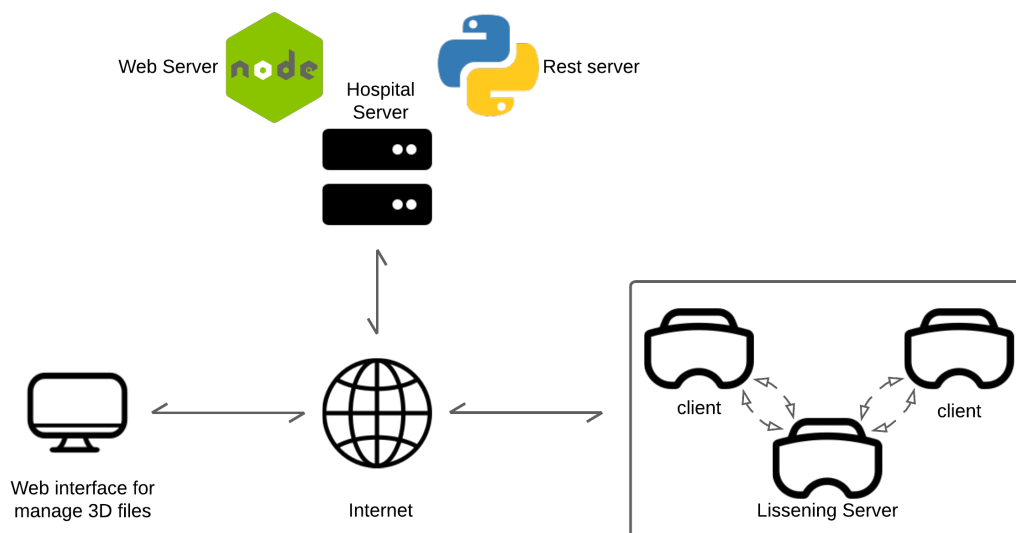 Web Server
node
Rest server
Hospital
Server
client
client
Web interface for
manage 3D files
Internet
Lissening Server